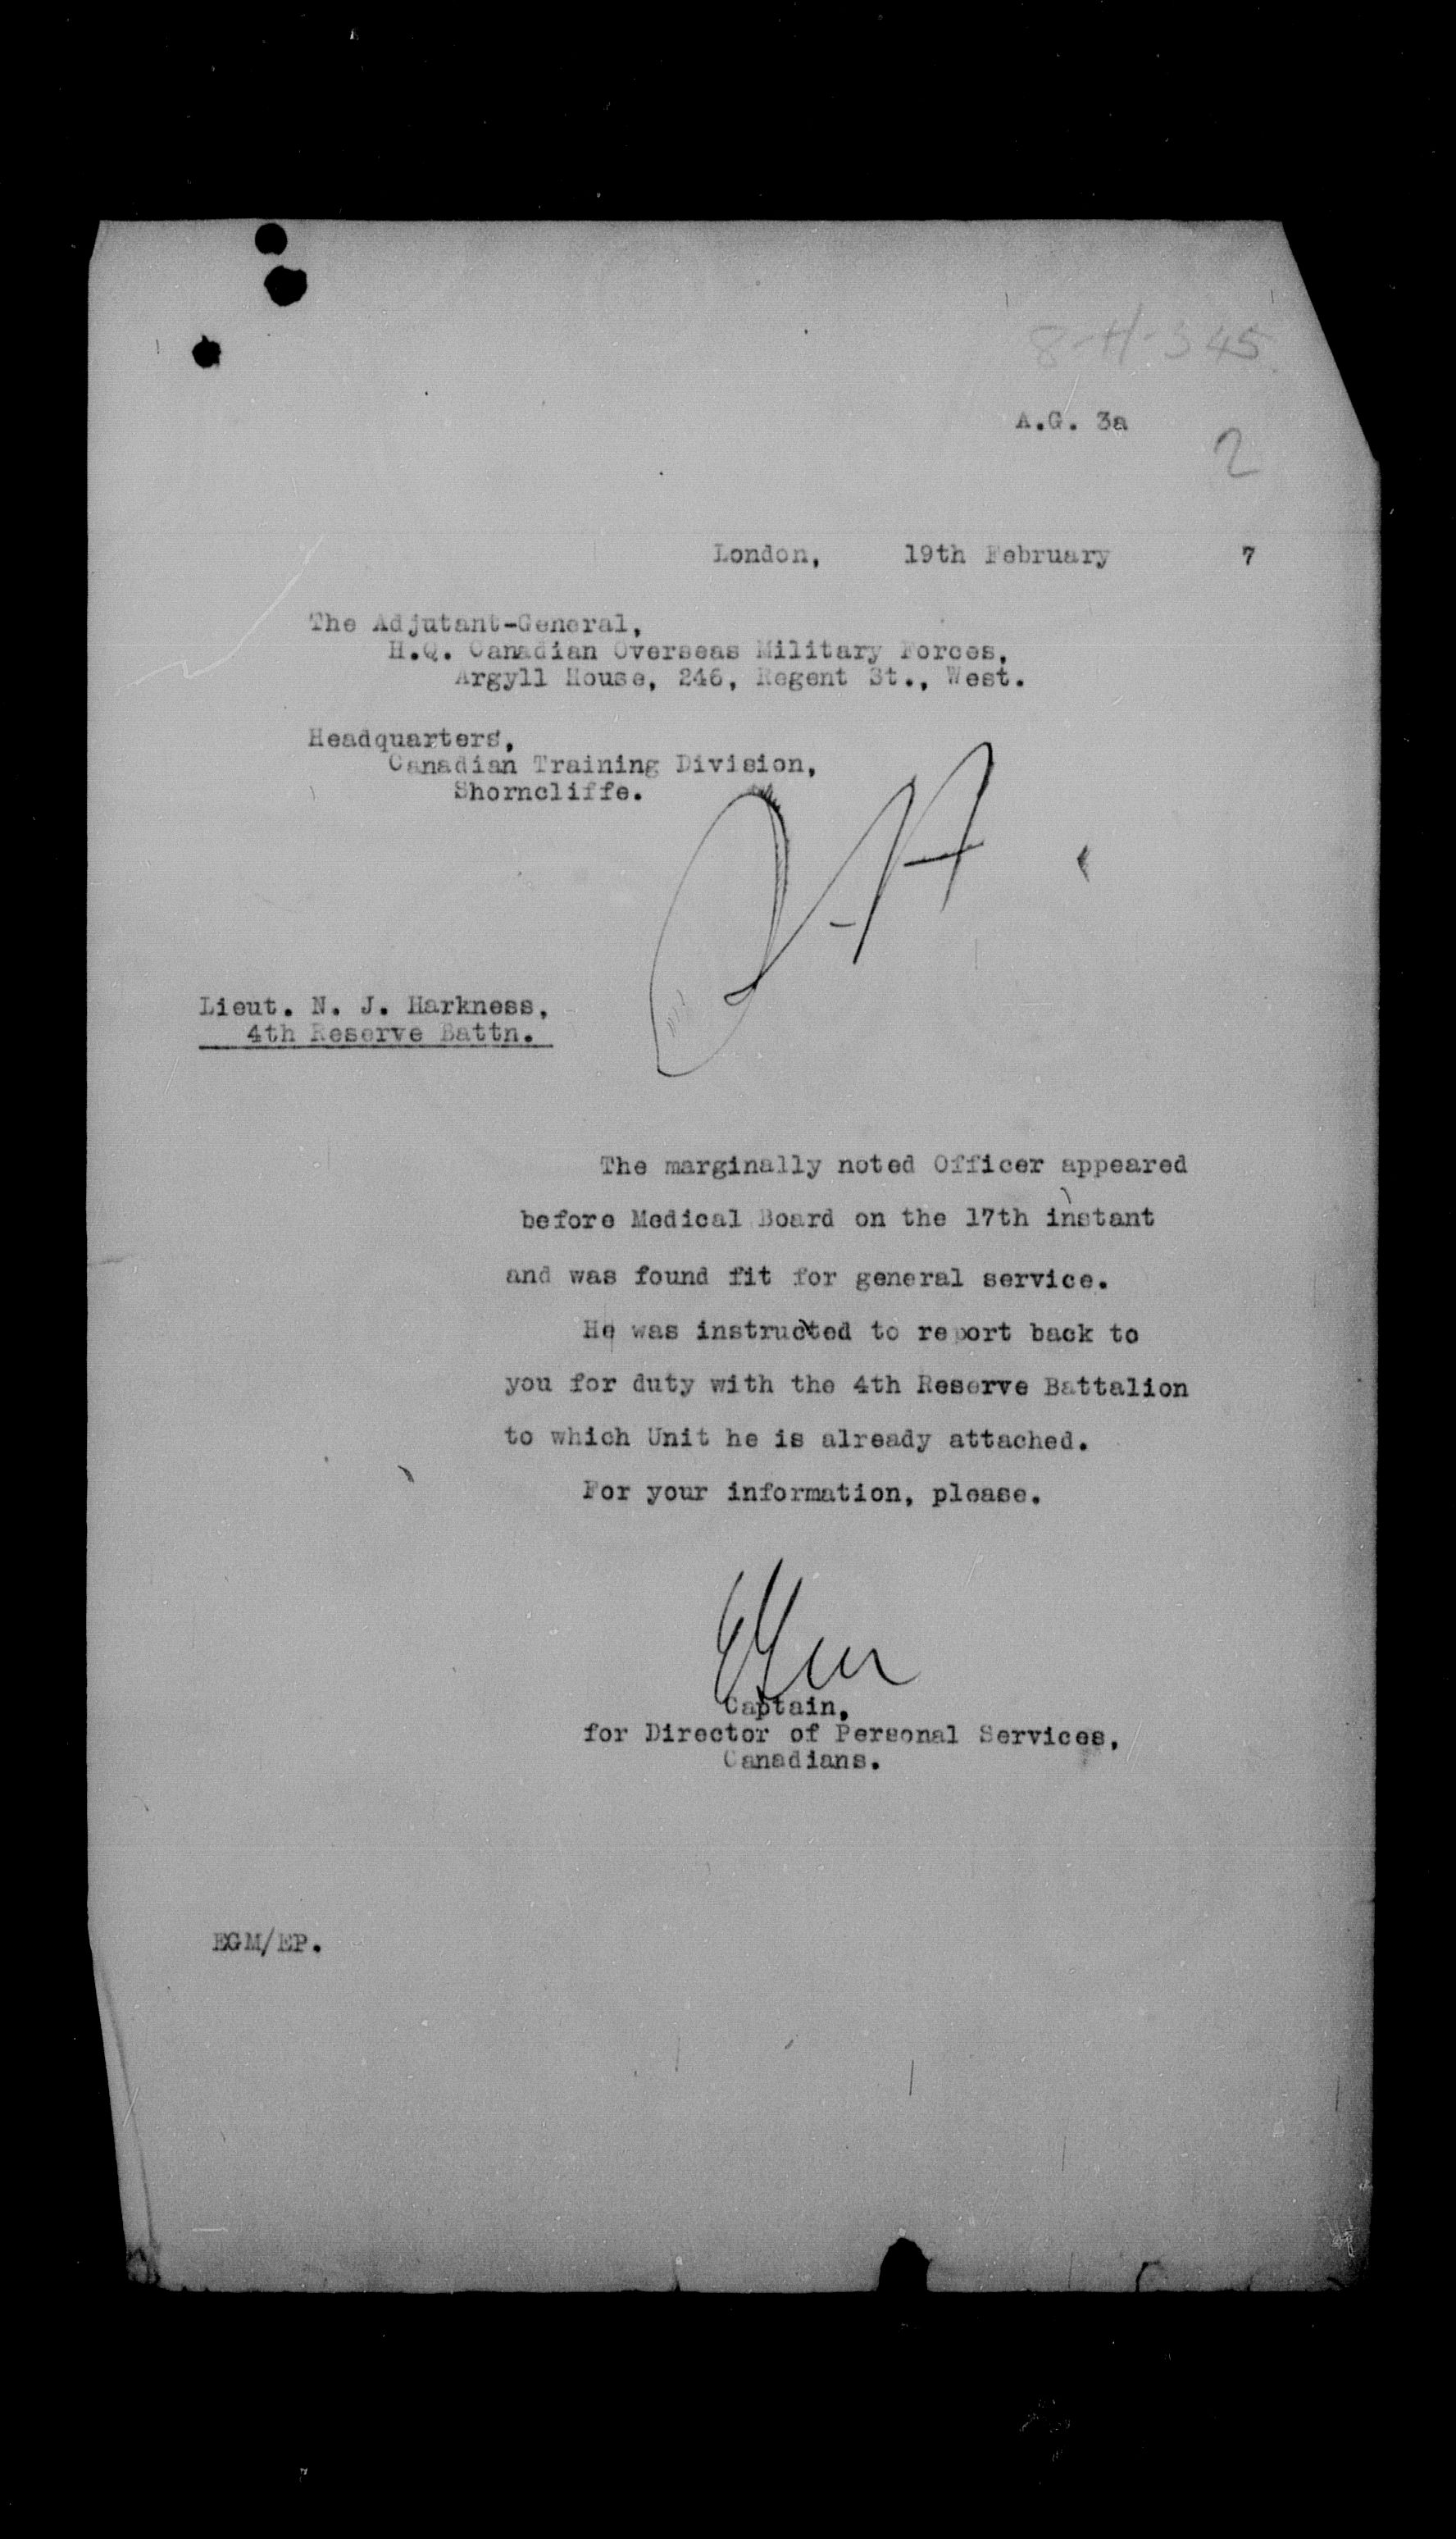 8-H-345
A.G. 3a
2
London, 19th February 7
The Adjutant-General,
H.Q. Canadian Overseas Military Forces,
Argyll House, 246, Regent St., West.
Headquarters,
Canadian Training Division,
Shorncliffe.
Lieut. N. J. Harkness,
4th Reserve Battn.
The marginally noted Officer appeared
before Medical Board on the 17th instant
and was found fit for general service.
He was instructed to report back to
you for duty with the 4th Reserve Battalion
to which Unit he is already attached.
For your information, please.
Captain,
for Director of Personal Services,
Canadians.
EGM/EP.